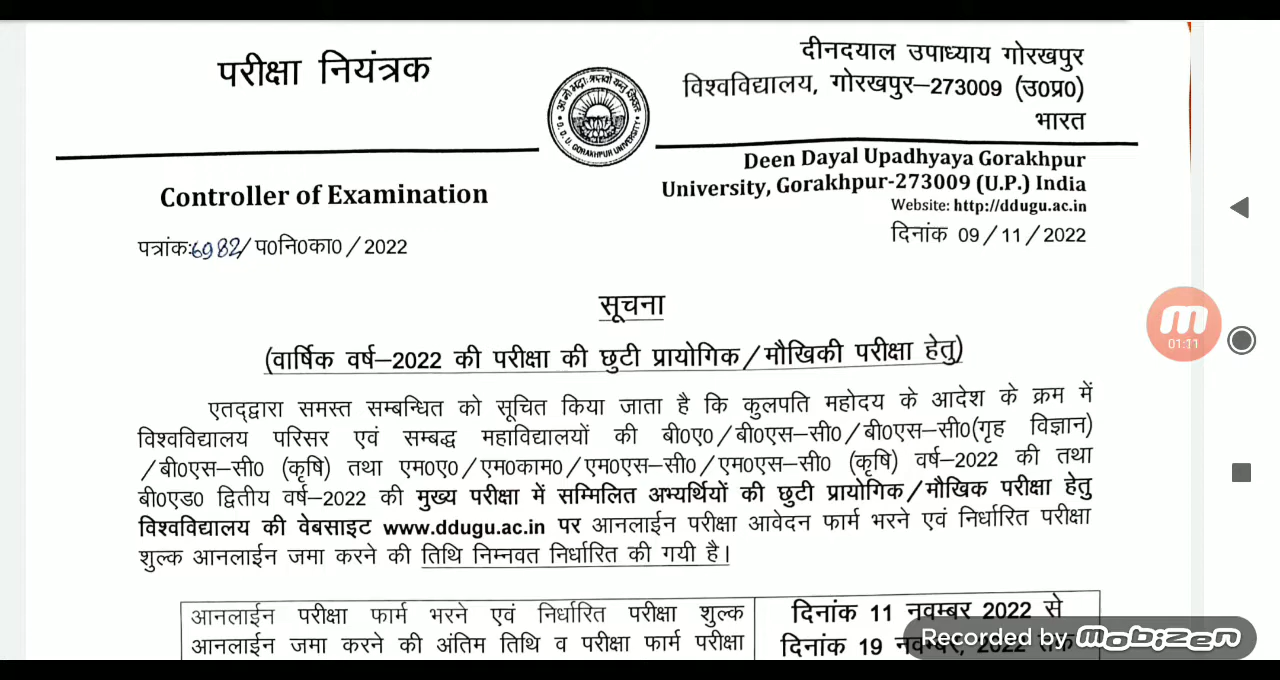 परीक्षा नियंत्रक
दीनदयाल उपाध्याय गोरखपुर
विश्वविद्यालय, गोरखपुर–273009 (उ0प्र0)
भारत
D. D. U. GORAKHPUR UNIVERSITY
Controller of Examination
Deen Dayal Upadhyaya Gorakhpur
University, Gorakhpur-273009 (U.P.) India
Website: http://ddugu.ac.in
पत्रांक:6982/प0नि0का0/2022
दिनांक 09/11/2022
सूचना
(वार्षिक वर्ष–2022 की परीक्षा की छुटी प्रायोगिक/मौखिकी परीक्षा हेतु)
एतद्द्वारा समस्त सम्बन्धित को सूचित किया जाता है कि कुलपति महोदय के आदेश के क्रम में
विश्वविद्यालय परिसर एवं सम्बद्ध महाविद्यालयों की बी0ए0/बी0एस–सी0/बी0एस–सी0(गृह विज्ञान)
/बी0एस–सी0 (कृषि) तथा एम0ए0/एम0काम0/एम0एस–सी0/एम0एस–सी0 (कृषि) वर्ष–2022 की तथा
बी0एड0 द्वितीय वर्ष–2022 की मुख्य परीक्षा में सम्मिलित अभ्यर्थियों की छुटी प्रायोगिक/मौखिक परीक्षा हेतु
विश्वविद्यालय की वेबसाइट www.ddugu.ac.in पर आनलाईन परीक्षा आवेदन फार्म भरने एवं निर्धारित परीक्षा
शुल्क आनलाईन जमा करने की तिथि निम्नवत निर्धारित की गयी है।
आनलाईन परीक्षा फार्म भरने एवं निर्धारित परीक्षा शुल्क
आनलाईन जमा करने की अंतिम तिथि व परीक्षा फार्म परीक्षा
दिनांक 11 नवम्बर 2022 से
दिनांक 19 नवम्बर, 2022 तक
01:11
Recorded by mobizen